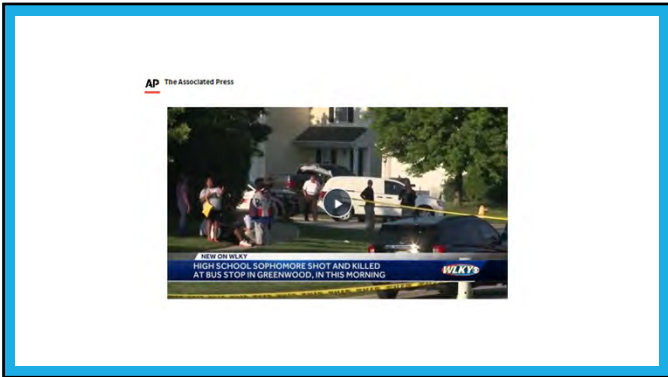 AP The Associated Press
NEW ON WLKY
HIGH SCHOOL SOPHOMORE SHOT AND KILLED
AT BUS STOP IN GREENWOOD, IN THIS MORNING
WLKY